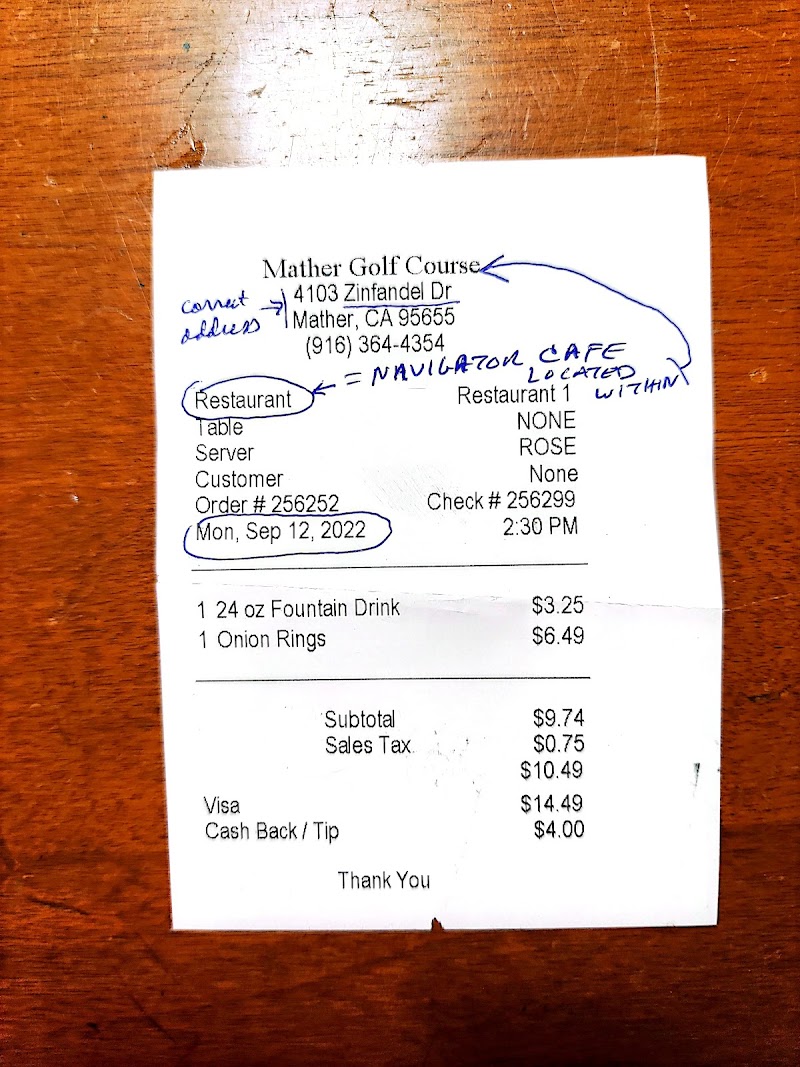 Mather Golf Course
correct address
4103 Zinfandel Dr
Mather, CA 95655
(916) 364-4354
= NAVIGATOR CAFE
LOCATED
WITHIN
Restaurant Restaurant 1
Table NONE
Server ROSE
Customer None
Order # 256252 Check # 256299
Mon, Sep 12, 2022 2:30 PM
1 24 oz Fountain Drink $3.25
1 Onion Rings $6.49
Subtotal $9.74
Sales Tax $0.75
$10.49
Visa $14.49
Cash Back / Tip $4.00
Thank You